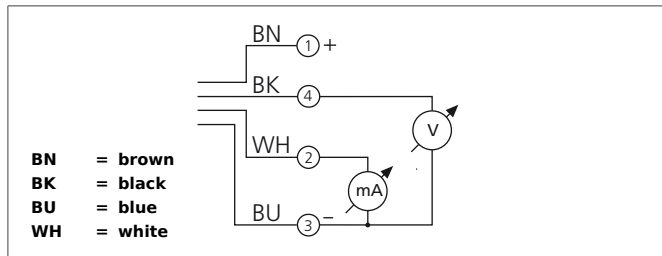 BN 1 +
BK 4
V
WH 2
mA
BU 3 −
BN = brown
BK = black
BU = blue
WH = white